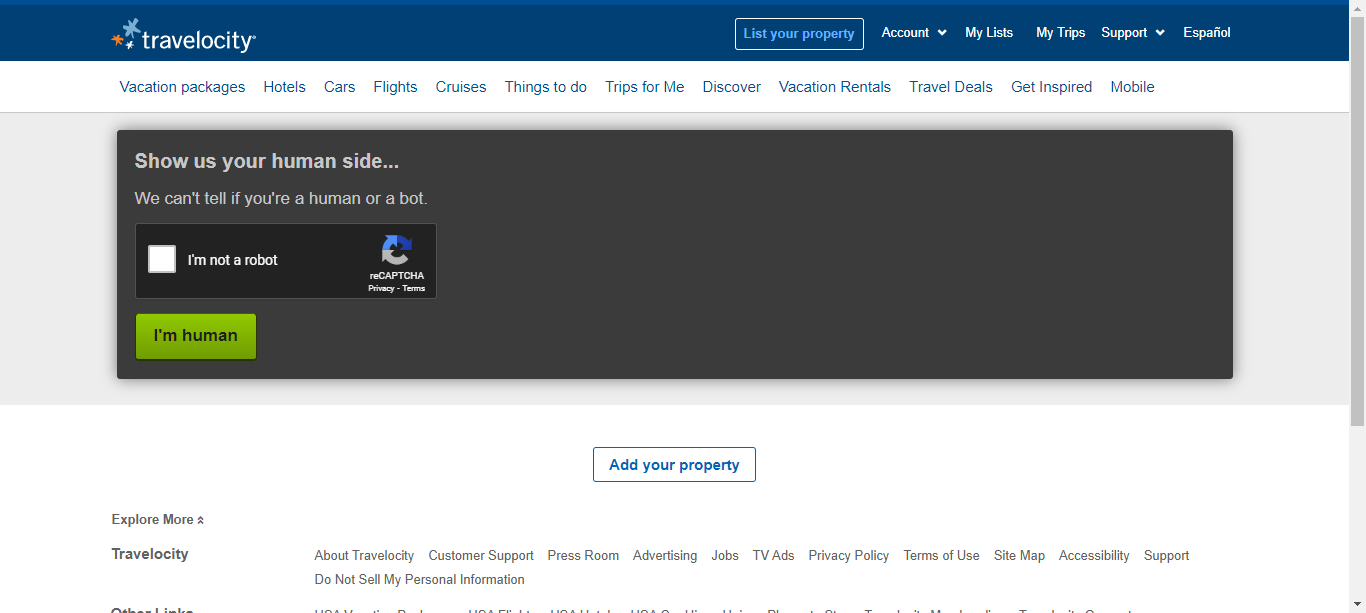 travelocity
List your property Account My Lists My Trips Support Español
Vacation packages Hotels Cars Flights Cruises Things to do Trips for Me Discover Vacation Rentals Travel Deals Get Inspired Mobile
Show us your human side...
We can't tell if you're a human or a bot.
I'm not a robot
reCAPTCHA
Privacy - Terms
I'm human
Add your property
Explore More
Travelocity About Travelocity Customer Support Press Room Advertising Jobs TV Ads Privacy Policy Terms of Use Site Map Accessibility Support
Do Not Sell My Personal Information
Other Links